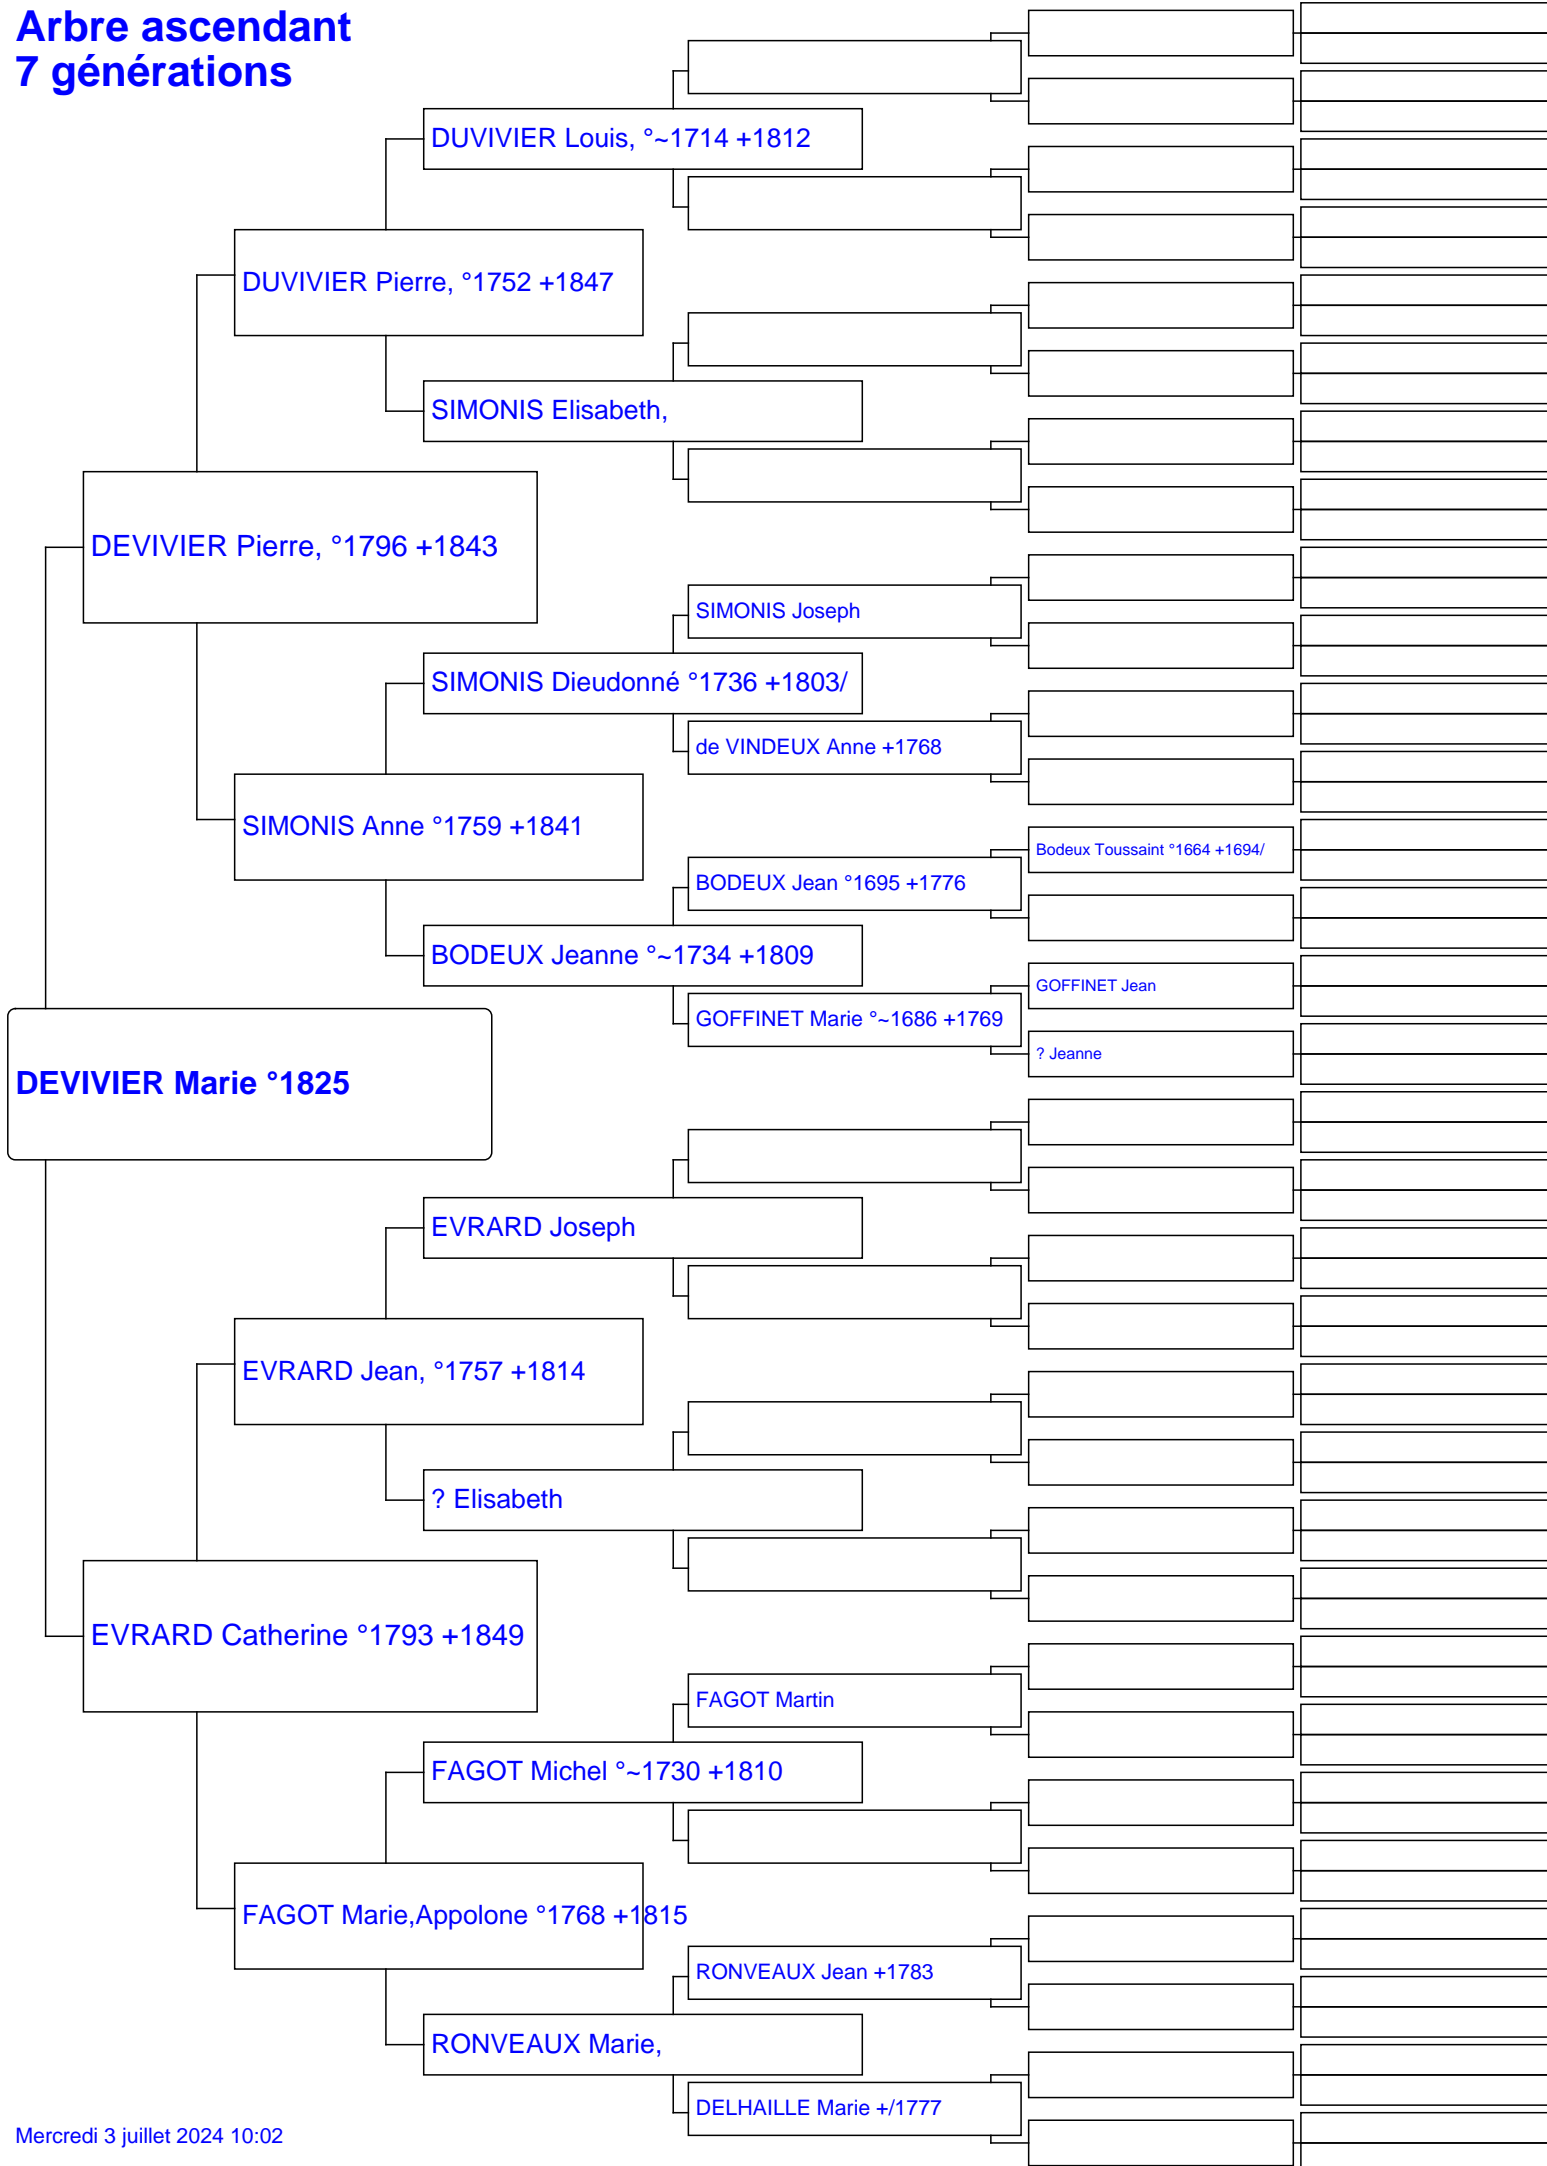 Arbre ascendant
7 générations
DUVIVIER Louis, °~1714 +1812
DUVIVIER Pierre, °1752 +1847
SIMONIS Elisabeth,
DEVIVIER Pierre, °1796 +1843
SIMONIS Joseph
SIMONIS Dieudonné °1736 +1803/
de VINDEUX Anne +1768
SIMONIS Anne °1759 +1841
Bodeux Toussaint °1664 +1694/
BODEUX Jean °1695 +1776
BODEUX Jeanne °~1734 +1809
GOFFINET Jean
GOFFINET Marie °~1686 +1769
? Jeanne
DEVIVIER Marie °1825
EVRARD Joseph
EVRARD Jean, °1757 +1814
? Elisabeth
EVRARD Catherine °1793 +1849
FAGOT Martin
FAGOT Michel °~1730 +1810
FAGOT Marie,Appolone °1768 +1815
RONVEAUX Jean +1783
RONVEAUX Marie,
DELHAILLE Marie +/1777
Mercredi 3 juillet 2024 10:02